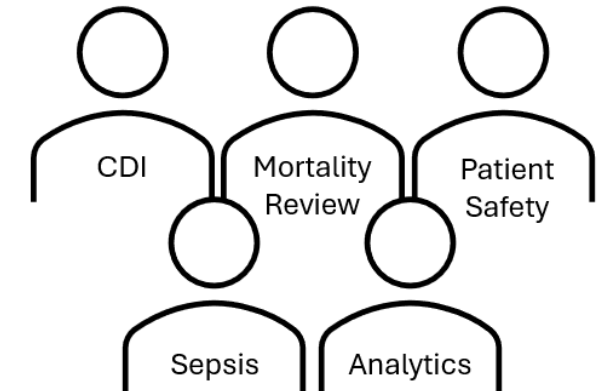 CDI
Mortality
Review
Patient
Safety
Sepsis
Analytics